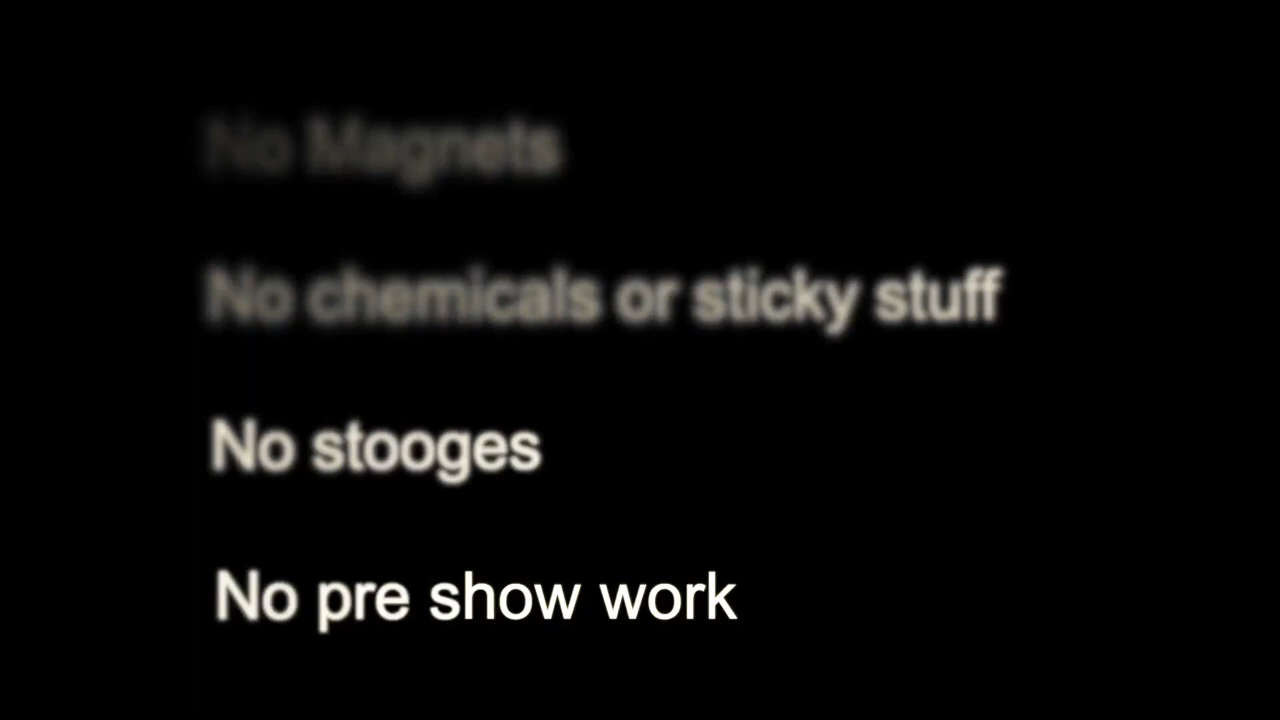 No Magnets
No chemicals or sticky stuff
No stooges
No pre show work